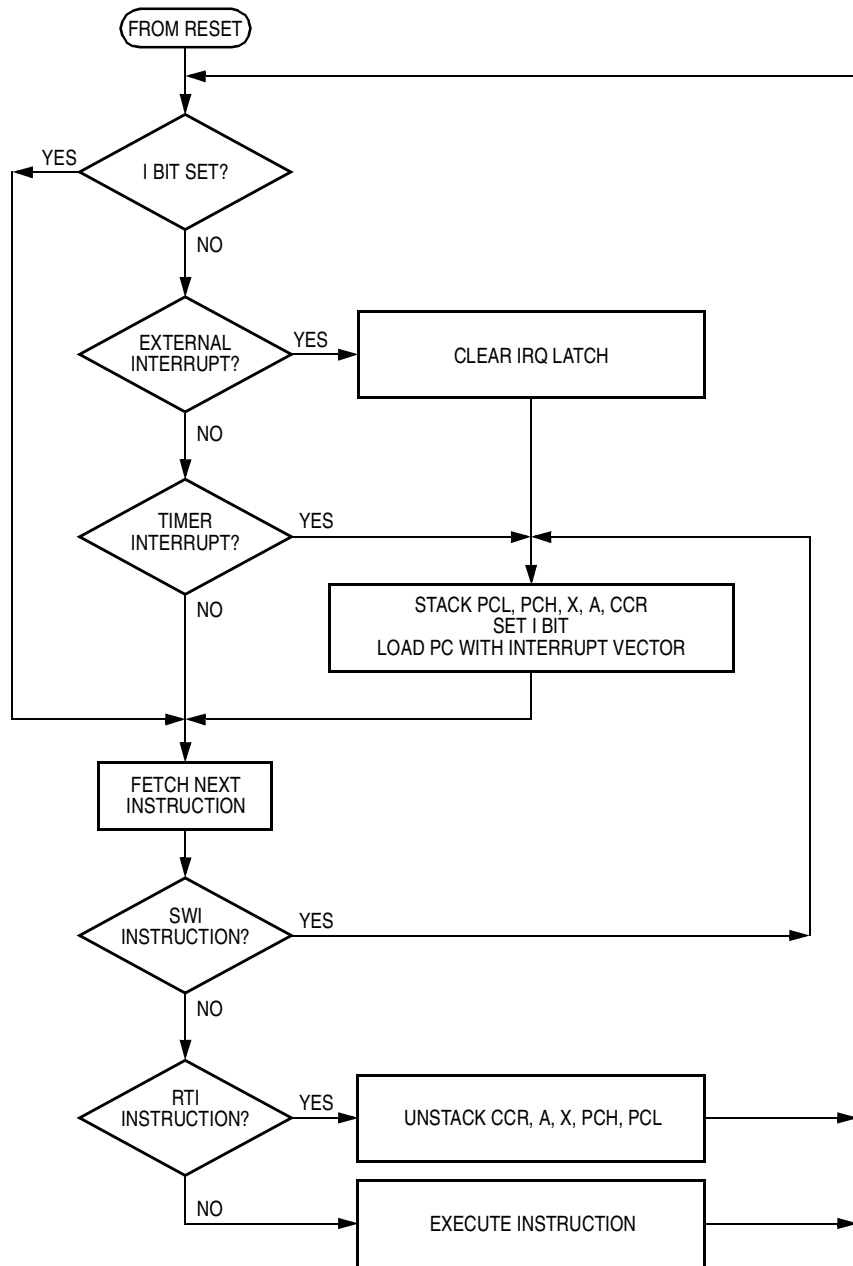 FROM RESET
YES
I BIT SET?
NO
EXTERNAL
INTERRUPT?
YES
CLEAR IRQ LATCH
NO
TIMER
INTERRUPT?
YES
NO
STACK PCL, PCH, X, A, CCR
SET I BIT
LOAD PC WITH INTERRUPT VECTOR
FETCH NEXT
INSTRUCTION
SWI
INSTRUCTION?
YES
NO
RTI
INSTRUCTION?
YES
UNSTACK CCR, A, X, PCH, PCL
NO
EXECUTE INSTRUCTION